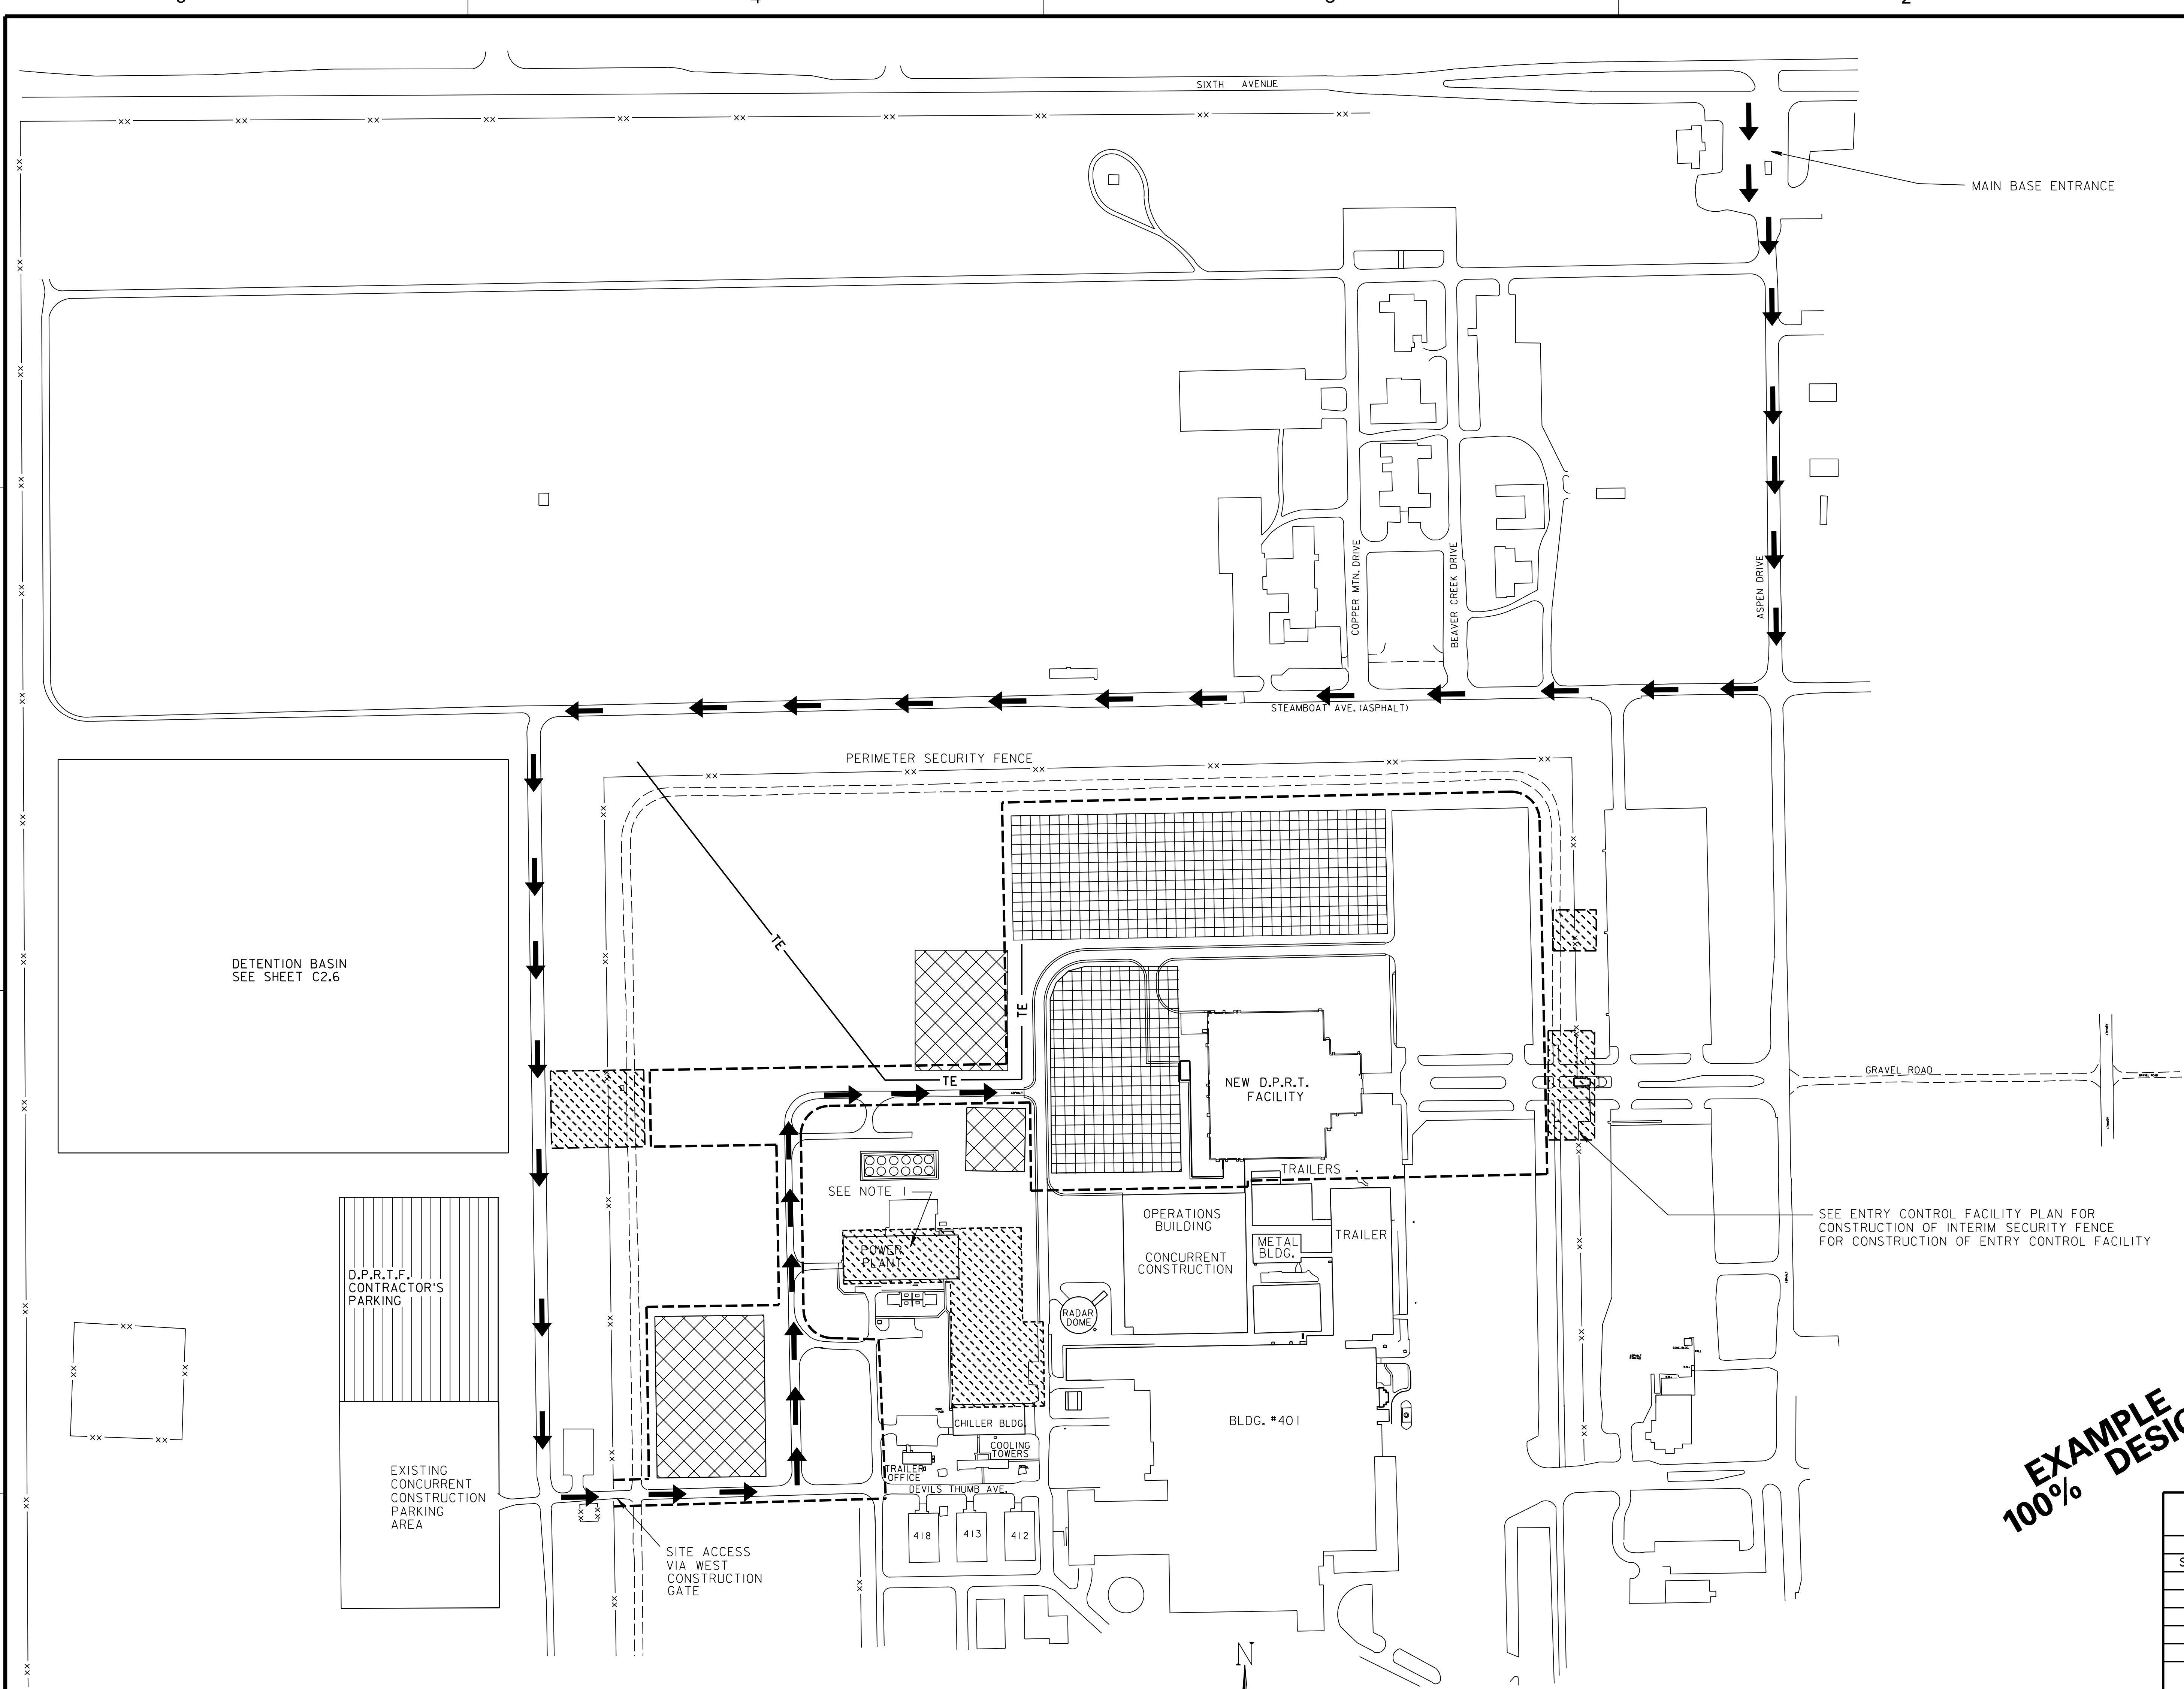 SIXTH AVENUE
MAIN BASE ENTRANCE
COPPER MTN. DRIVE
BEAVER CREEK DRIVE
ASPEN DRIVE
STEAMBOAT AVE. (ASPHALT)
PERIMETER SECURITY FENCE
TE
TE
TE
DETENTION BASIN
SEE SHEET C2.6
NEW D.P.R.T.
FACILITY
GRAVEL ROAD
TRAILERS
SEE NOTE 1
POWER
PLANT
OPERATIONS
BUILDING
CONCURRENT
CONSTRUCTION
METAL
BLDG.
TRAILER
SEE ENTRY CONTROL FACILITY PLAN FOR
CONSTRUCTION OF INTERIM SECURITY FENCE
FOR CONSTRUCTION OF ENTRY CONTROL FACILITY
D.P.R.T.F.
CONTRACTOR'S
PARKING
RADAR
DOME
CHILLER BLDG.
COOLING
TOWERS
TRAILER
OFFICE
DEVILS THUMB AVE.
BLDG. #401
EXISTING
CONCURRENT
CONSTRUCTION
PARKING
AREA
418
413
412
SITE ACCESS
VIA WEST
CONSTRUCTION
GATE
EXAMPLE
100% DESIG
N